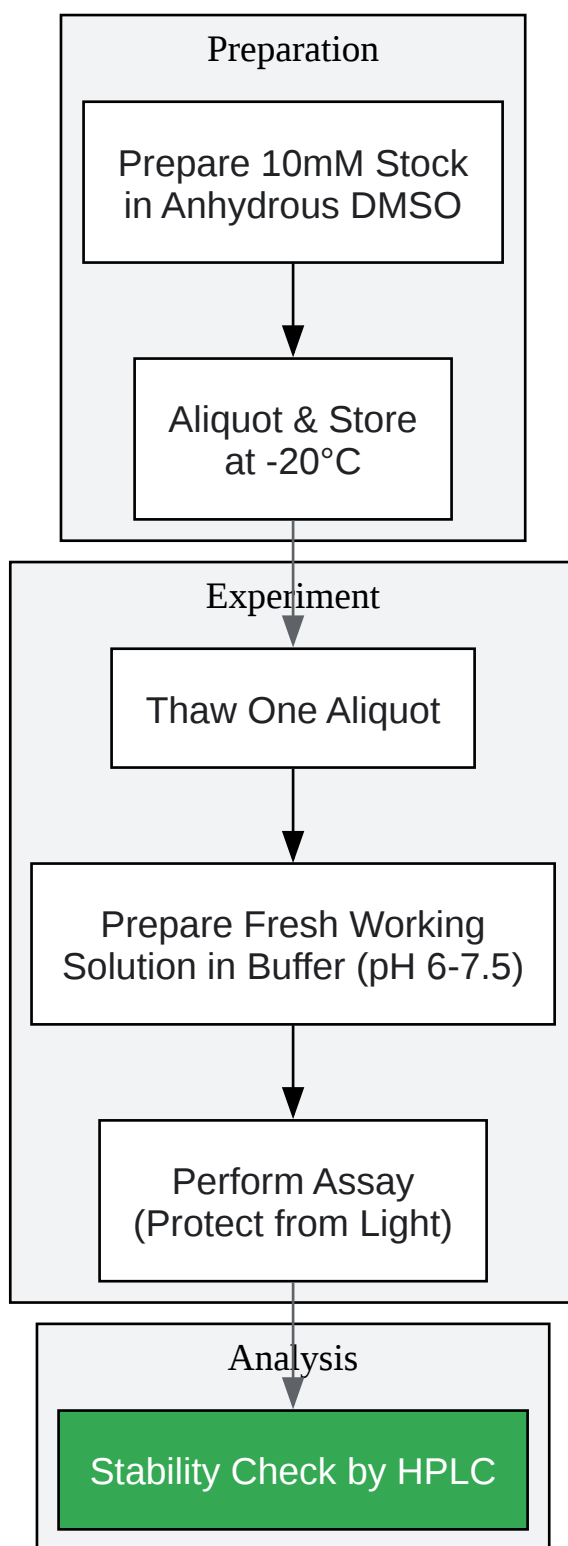 Preparation
Prepare 10mM Stock
in Anhydrous DMSO
Aliquot & Store
at -20°C
Experiment
Thaw One Aliquot
Prepare Fresh Working
Solution in Buffer (pH 6-7.5)
Perform Assay
(Protect from Light)
Analysis
Stability Check by HPLC